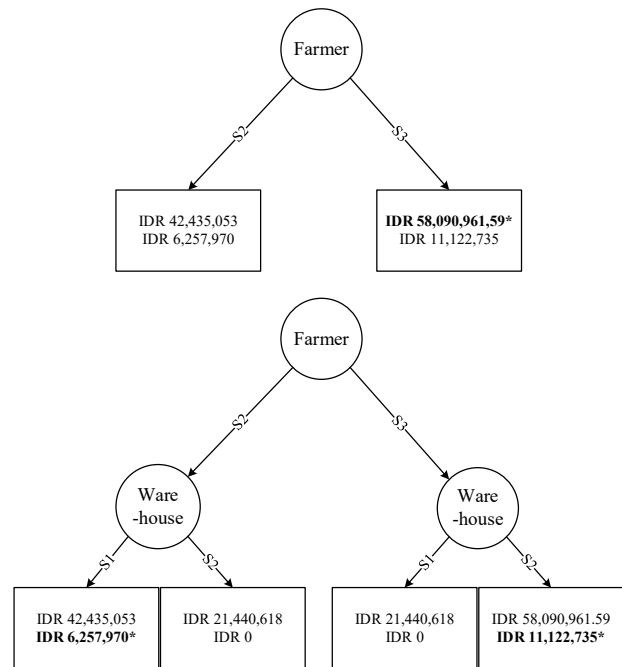 Farmer
S2
S3
IDR 42,435,053
IDR 6,257,970
IDR 58,090,961,59*
IDR 11,122,735
Farmer
S2
S3
Ware
-house
Ware
-house
S1
S2
S1
S2
IDR 42,435,053
IDR 6,257,970*
IDR 21,440,618
IDR 0
IDR 21,440,618
IDR 0
IDR 58,090,961.59
IDR 11,122,735*